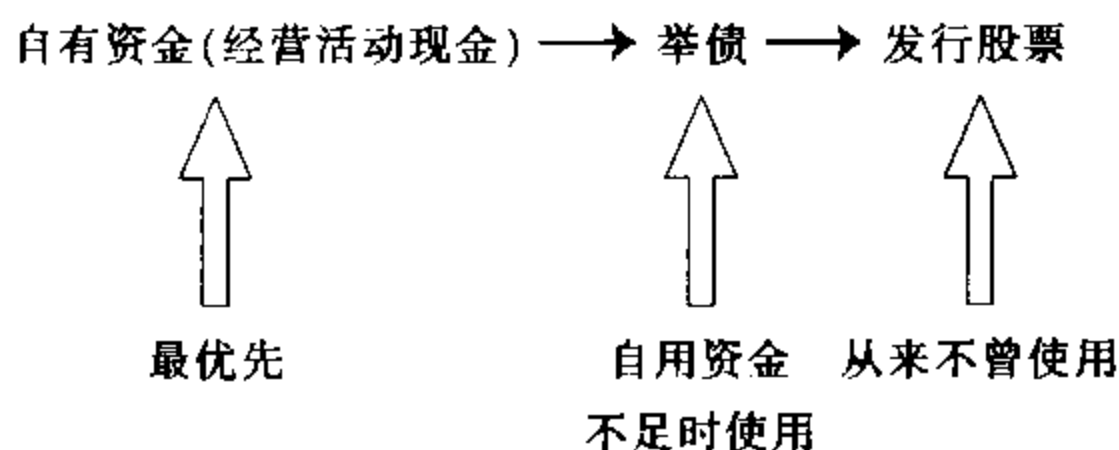 自有资金(经营活动现金) → 举债 → 发行股票
最优先
自用资金
不足时使用
从来不曾使用